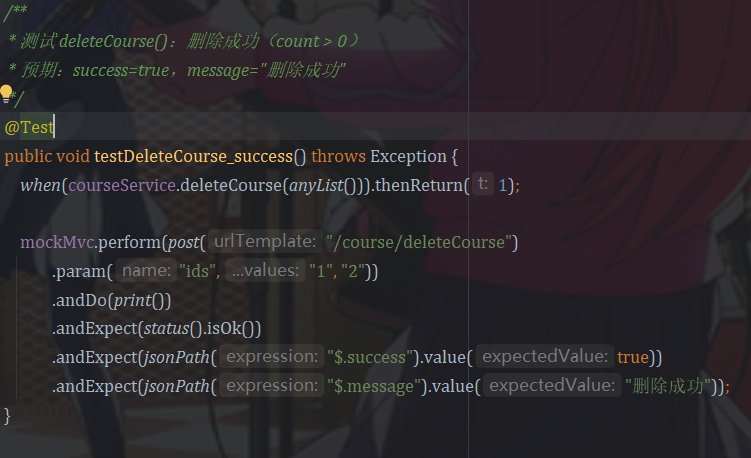 /**
* 测试 deleteCourse()：删除成功（count > 0）
* 预期：success=true，message="删除成功"
*/
@Test
public void testDeleteCourse_success() throws Exception {
when(courseService.deleteCourse(anyList())).thenReturn( t: 1);
mockMvc.perform(post( urlTemplate: "/course/deleteCourse")
.param( name: "ids", ...values: "1", "2"))
.andDo(print())
.andExpect(status().isOk())
.andExpect(jsonPath( expression: "$.success").value( expectedValue: true))
.andExpect(jsonPath( expression: "$.message").value( expectedValue: "删除成功"));
}